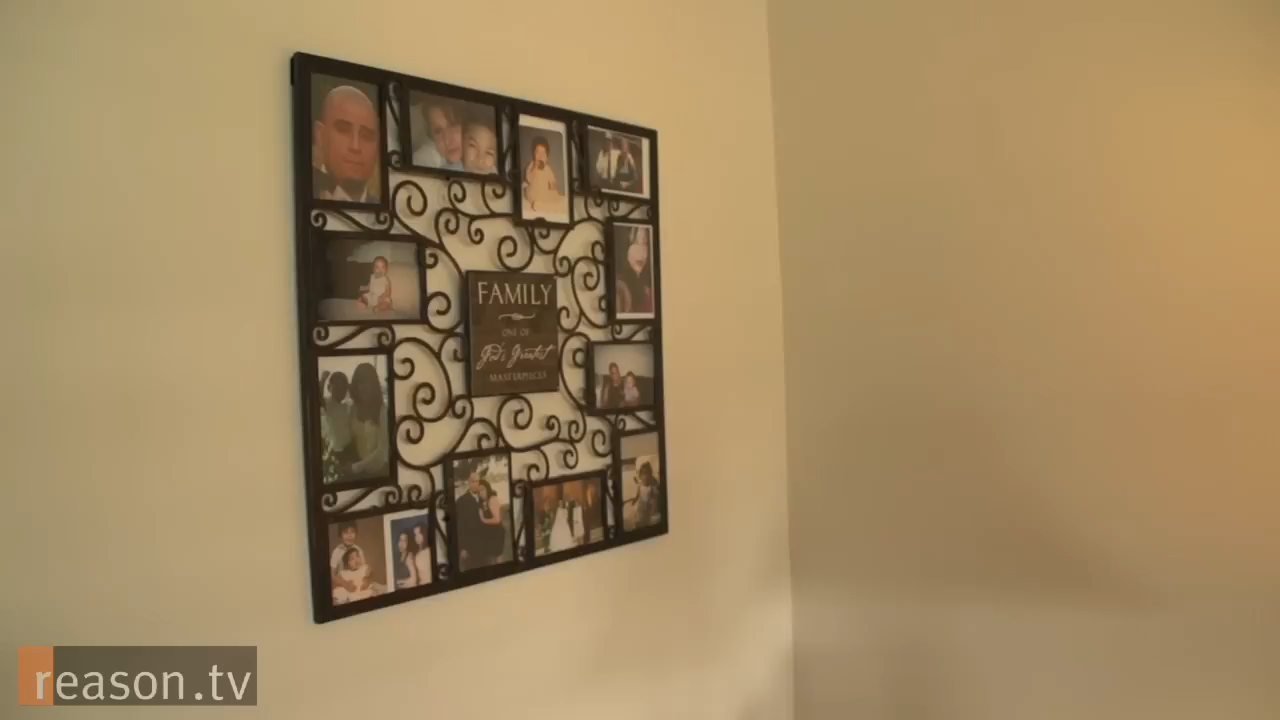 FAMILY
ONE OF
God's Greatest
MASTERPIECES
reason.tv